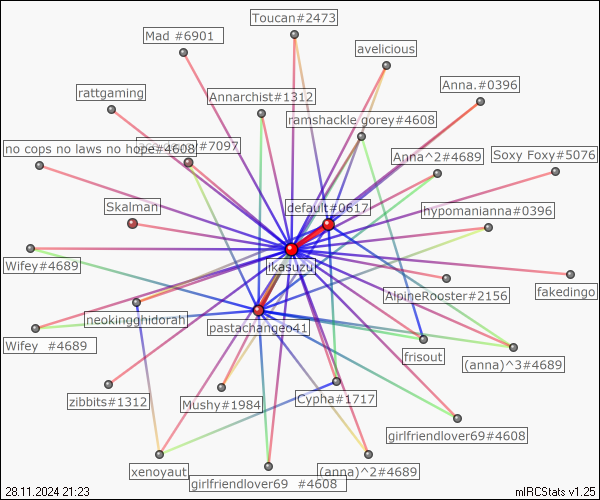 Toucan#2473
Mad #6901
avelicious
Anna.#0396
rattgaming
Annarchist#1312
ramshackle gorey#4608
no cops no laws no hope#4608
#7097
Anna^2#4689
Soxy Foxy#5076
Skalman
default#0617
hypomanianna#0396
Wifey#4689
ikasuzu
fakedingo
AlpineRooster#2156
neokingghidorah
pastachangeo41
Wifey  #4689
frisout
(anna)^3#4689
zibbits#1312
Mushy#1984
Cypha#1717
girlfriendlover69#4608
xenoyaut
girlfriendlover69  #4608
(anna)^2#4689
28.11.2024 21:23
mIRCStats v1.25